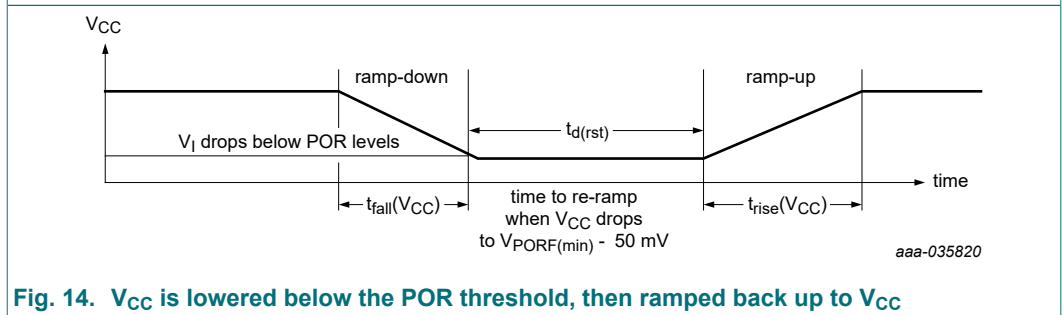 VCC
ramp-down
ramp-up
td(rst)
VI drops below POR levels
time
tfall(VCC)
time to re-ramp
when VCC drops
to VPORF(min) - 50 mV
trise(VCC)
aaa-035820
Fig. 14. VCC is lowered below the POR threshold, then ramped back up to VCC